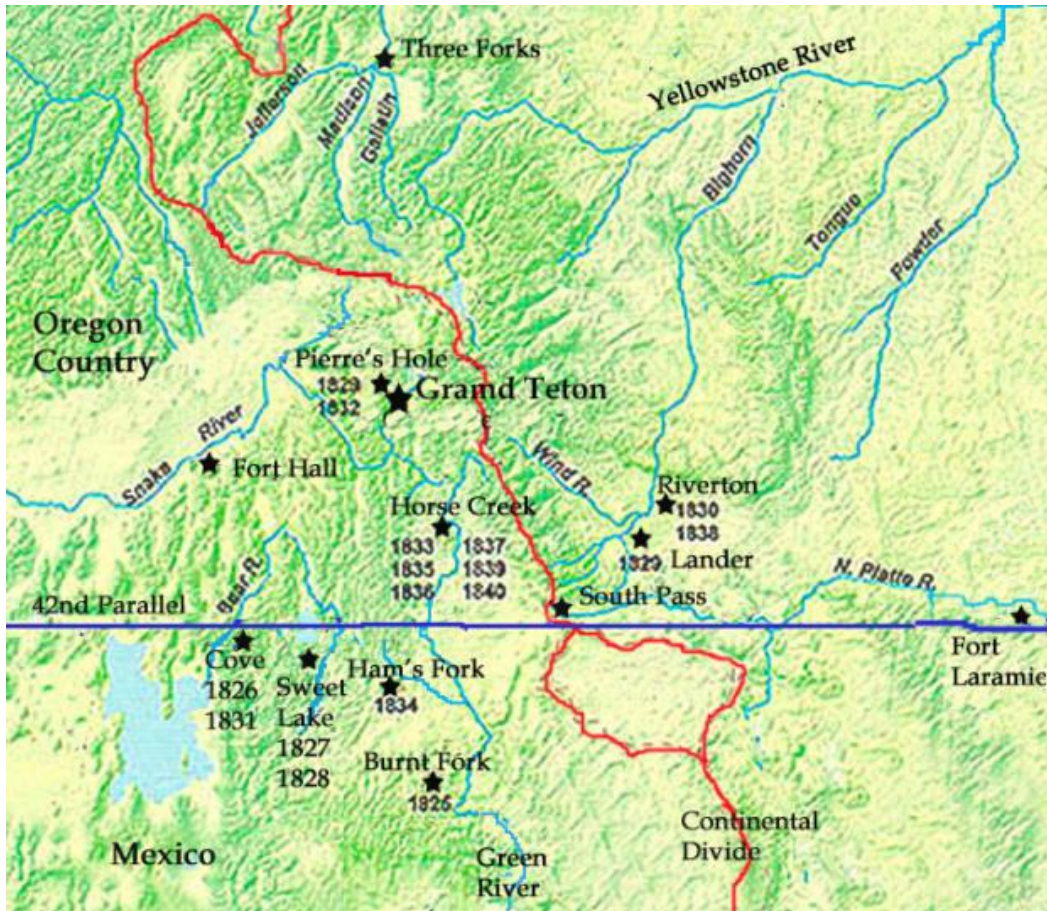 Three Forks
Yellowstone River
Jefferson
Madison
Gallatin
Bighorn
Tongue
Powder
Oregon
Country
Pierre's Hole
1829
1832
Gramd Teton
Snake River
Fort Hall
Wind R.
Riverton
1830
1838
Horse Creek
1833 1837
1835 1839
1836 1840
1829 Lander
N. Platte R.
Bear R.
42nd Parallel
South Pass
Fort
Laramie
Cove
1826
1831
Sweet
Lake
1827
1828
Ham's Fork
1834
Burnt Fork
1825
Continental
Divide
Mexico
Green
River